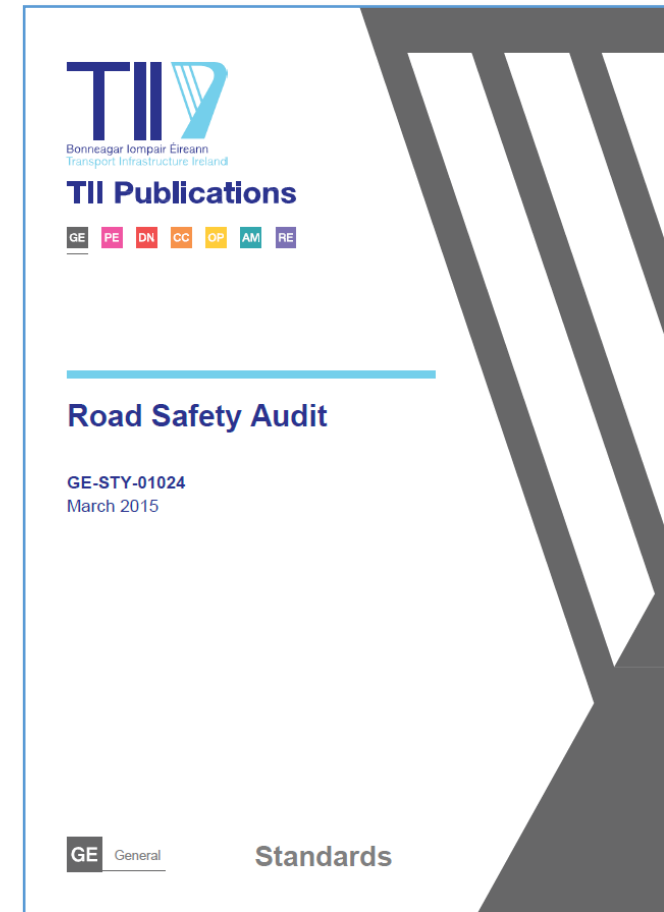 TII
Bonneagar Iompair Éireann
Transport Infrastructure Ireland
TII Publications
GE PE DN CC OP AM RE
Road Safety Audit
GE-STY-01024
March 2015
GE General Standards